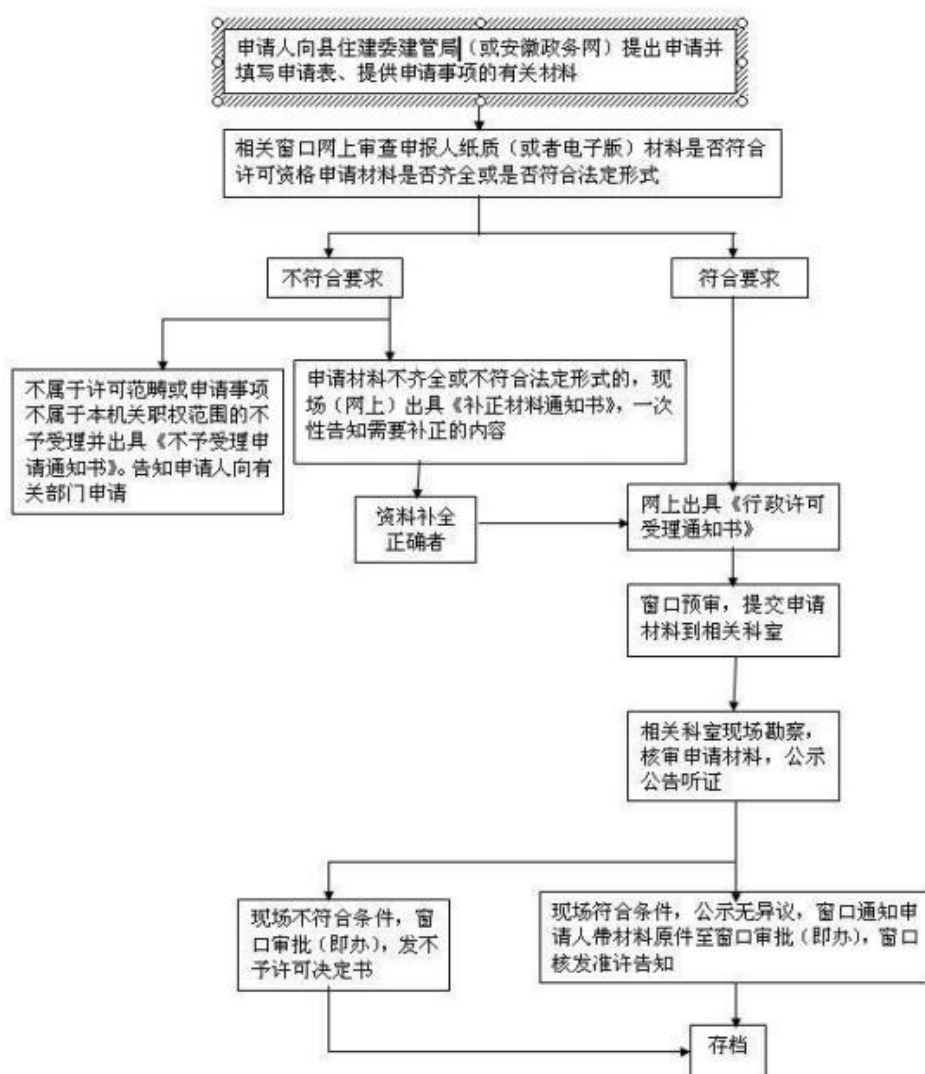 申请人向县住建委建管局（或安徽政务网）提出申请并
填写申请表、提供申请事项的有关材料
相关窗口网上审查申报人纸质（或者电子版）材料是否符合
许可资格申请材料是否齐全或是否符合法定形式
不符合要求
符合要求
不属于许可范畴或申请事项
不属于本机关职权范围的不
予受理并出具《不予受理申
请通知书》。告知申请人向有
关部门申请
申请材料不齐全或不符合法定形式的，现
场（网上）出具《补正材料通知书》，一次
性告知需要补正的内容
资料补全
正确者
网上出具《行政许可
受理通知书》
窗口预审，提交申请
材料到相关科室
相关科室现场勘察，
核审申请材料，公示
公告听证
现场不符合条件，窗
口审批（即办），发不
予许可决定书
现场符合条件，公示无异议，窗口通知申
请人带材料原件至窗口审批（即办），窗口
核发准许告知
存档